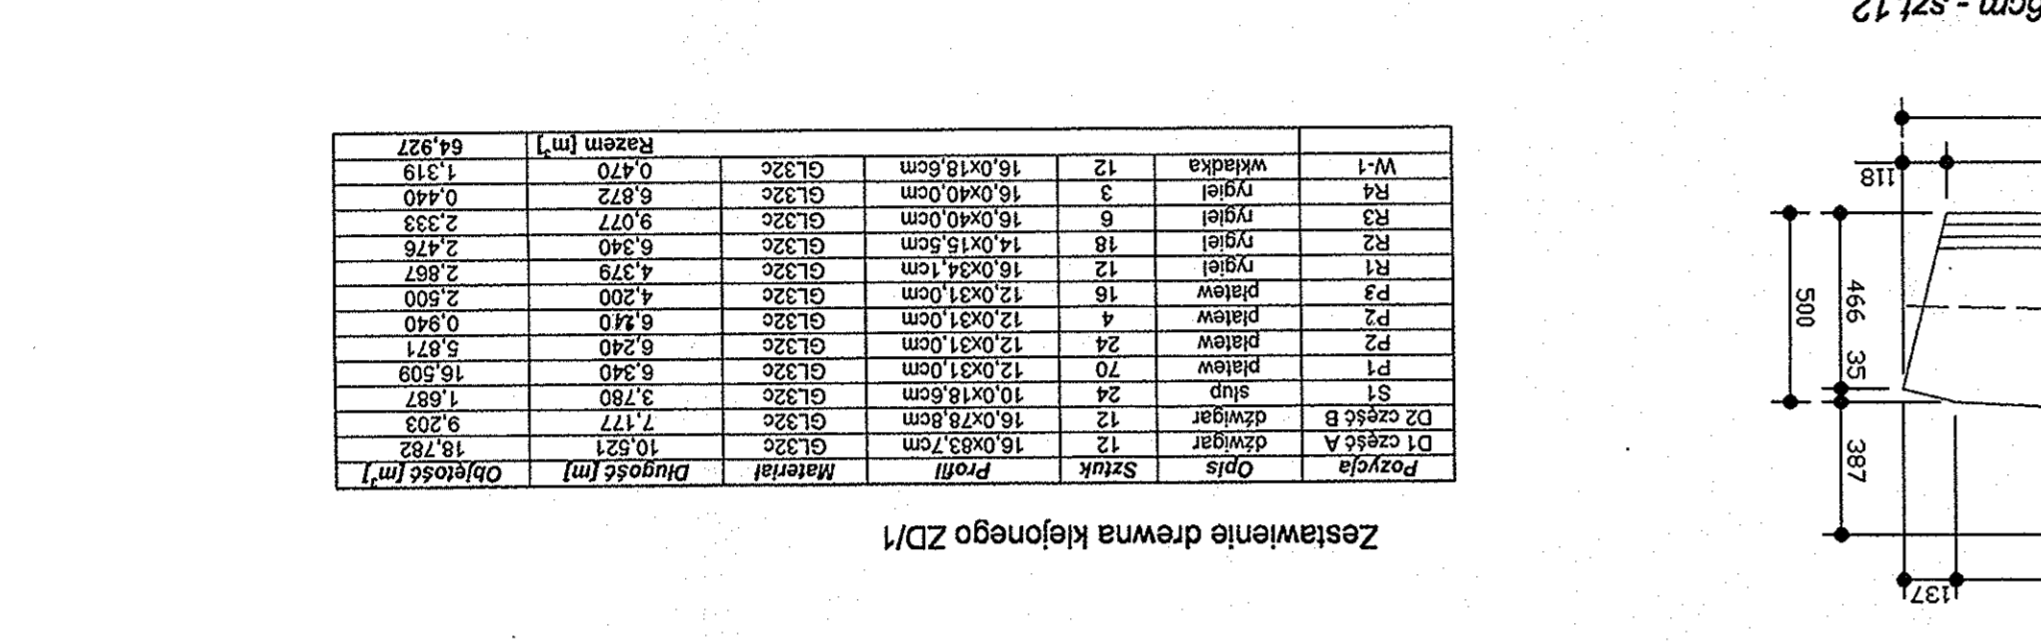 Zestawienie drewna klejonego ZD/1
Pozycja Opis Sztuk Profil Materiał Długość [m] Objętość [m³]
D1 część A dźwigar 12 16,0x83,7cm GL32c 10,521 18,782
D2 część B dźwigar 12 16,0x78,8cm GL32c 7,177 9,203
S1 słup 24 10,0x18,6cm GL32c 3,780 1,687
P1 płatew 70 12,0x31,0cm GL32c 6,340 16,509
P2 płatew 24 12,0x31,0cm GL32c 6,240 5,871
P2 płatew 4 12,0x31,0cm GL32c 0,940
P3 płatew 16 12,0x31,0cm GL32c 4,200 2,500
R1 rygiel 12 16,0x34,1cm GL32c 4,379 2,867
R2 rygiel 18 14,0x15,5cm GL32c 6,340 2,476
R3 rygiel 6 16,0x40,0cm GL32c 9,077 2,333
R4 rygiel 3 16,0x40,0cm GL32c 6,872 0,440
W-1 wkładka 12 16,0x18,6cm GL32c 0,470 1,319
Razem [m³] 64,927
137
387
35
466
500
118
6cm - szt.12